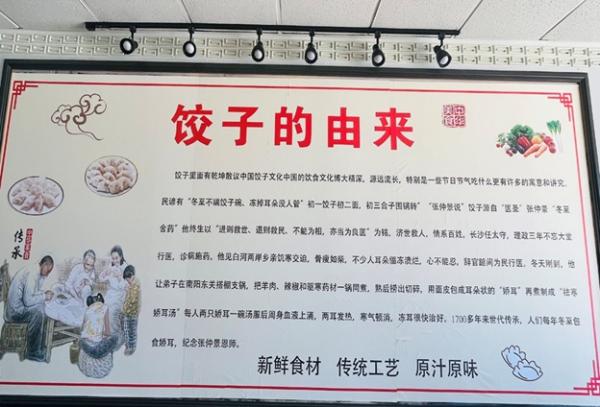 饺子的由来
中华
美食
饺子里面有乾坤散议中国饺子文化中国的饮食文化博大精深，源远流长，特别是一些节日节气吃什么更有许多的寓意和讲究。
民谚有“冬至不端饺子碗、冻掉耳朵没人管”初一饺子初二面，初三合子围锅转” “张仲景说”饺子源自“医圣”张仲景“冬至
舍药” 他终生以“进则救世、退则救民、不能为相，亦当为良医”为铭，济世救人，情系百姓，长沙任太守，理政三年不忘大堂
行医，诊病施药。他见白河两岸乡亲饥寒交迫，骨瘦如柴，不少人耳朵缁冻溃烂，心不能忍，辞官踮间为民行医，冬天刚到，他
让弟子在南阳东关搭棚支锅，把羊肉、辣椒和驱寒药材一锅同煮，熟后捞出切碎，用面皮包成耳朵状的“娇耳”再煮制成“祛寒
娇耳汤”每人两只娇耳一碗汤服后周身血液上涌，两耳发热，寒气顿消，冻耳很快治好。1700多年来世代传承，人们每年冬至包
食娇耳，纪念张仲景恩师。
传承
新鲜食材 传统工艺 原汁原味